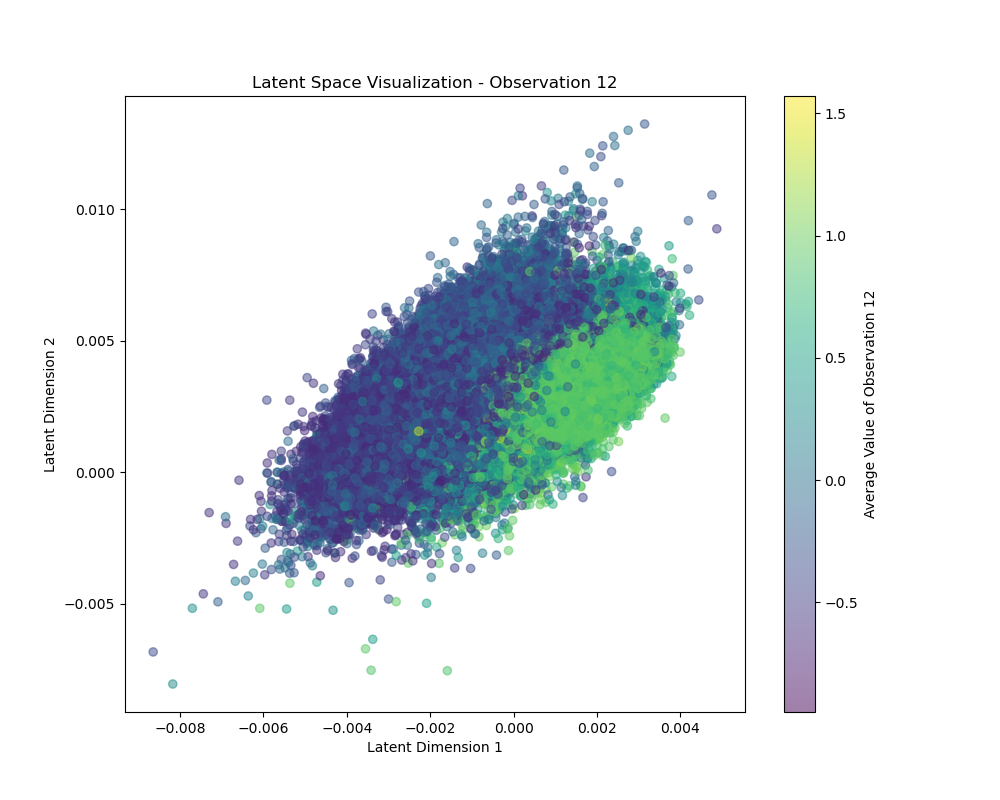 Latent Space Visualization - Observation 12
0.010
0.005
0.000
−0.005
Latent Dimension 2
−0.008 −0.006 −0.004 −0.002 0.000 0.002 0.004
Latent Dimension 1
1.5
1.0
0.5
0.0
−0.5
Average Value of Observation 12